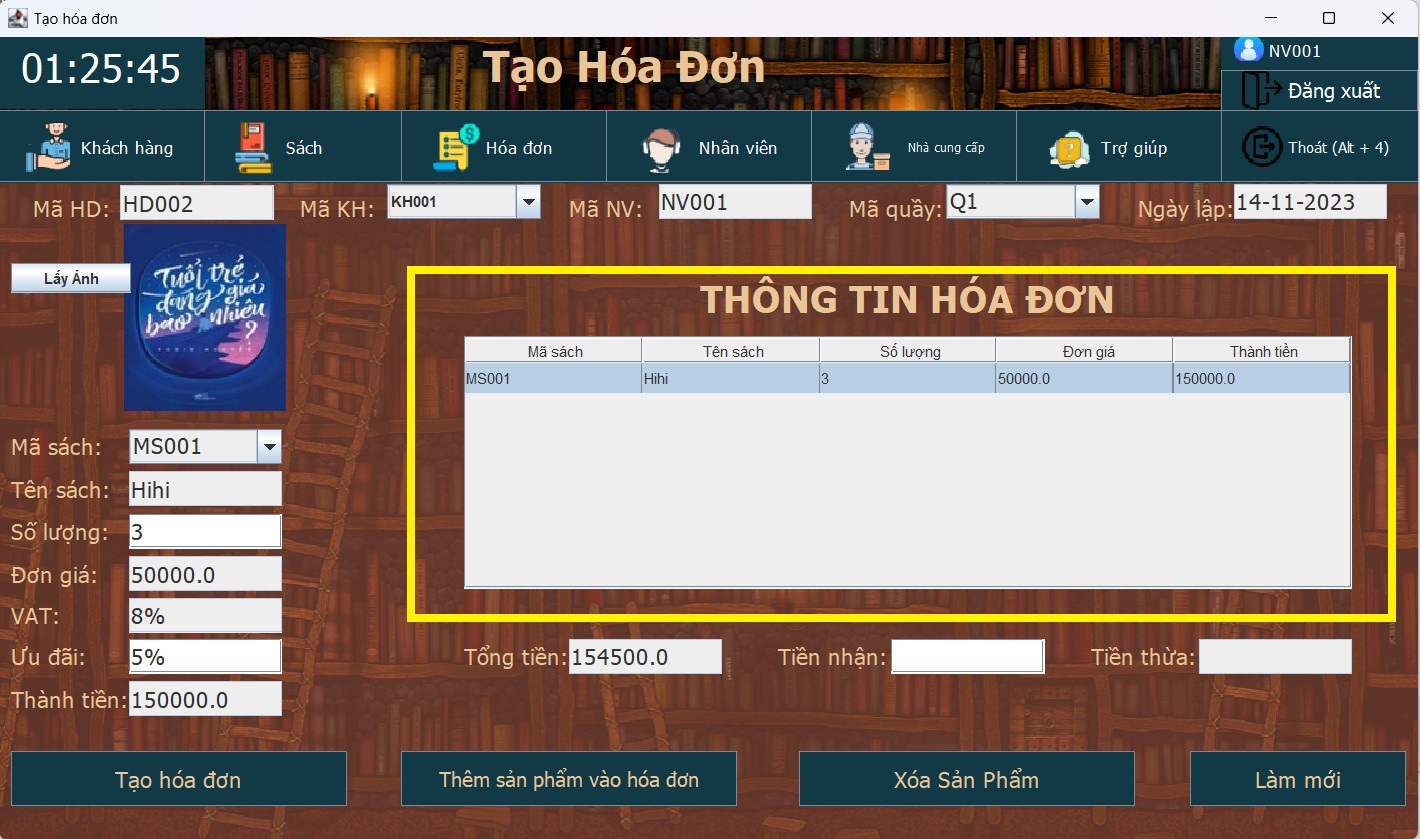 Tạo hóa đơn
01:25:45
Tạo Hóa Đơn
NV001
Đăng xuất
Khách hàng
Sách
Hóa đơn
Nhân viên
Nhà cung cấp
Trợ giúp
Thoát (Alt + 4)
Mã HD: HD002
Mã KH: KH001
Mã NV: NV001
Mã quầy: Q1
Ngày lập: 14-11-2023
Lấy Ảnh
Tuổi trẻ
đáng giá
bao nhiêu
?
THÔNG TIN HÓA ĐƠN
Mã sách Tên sách Số lượng Đơn giá Thành tiền
MS001 Hihi 3 50000.0 150000.0
Mã sách: MS001
Tên sách: Hihi
Số lượng: 3
Đơn giá: 50000.0
VAT: 8%
Ưu đãi: 5%
Thành tiền: 150000.0
Tổng tiền: 154500.0
Tiền nhận:
Tiền thừa:
Tạo hóa đơn
Thêm sản phẩm vào hóa đơn
Xóa Sản Phẩm
Làm mới